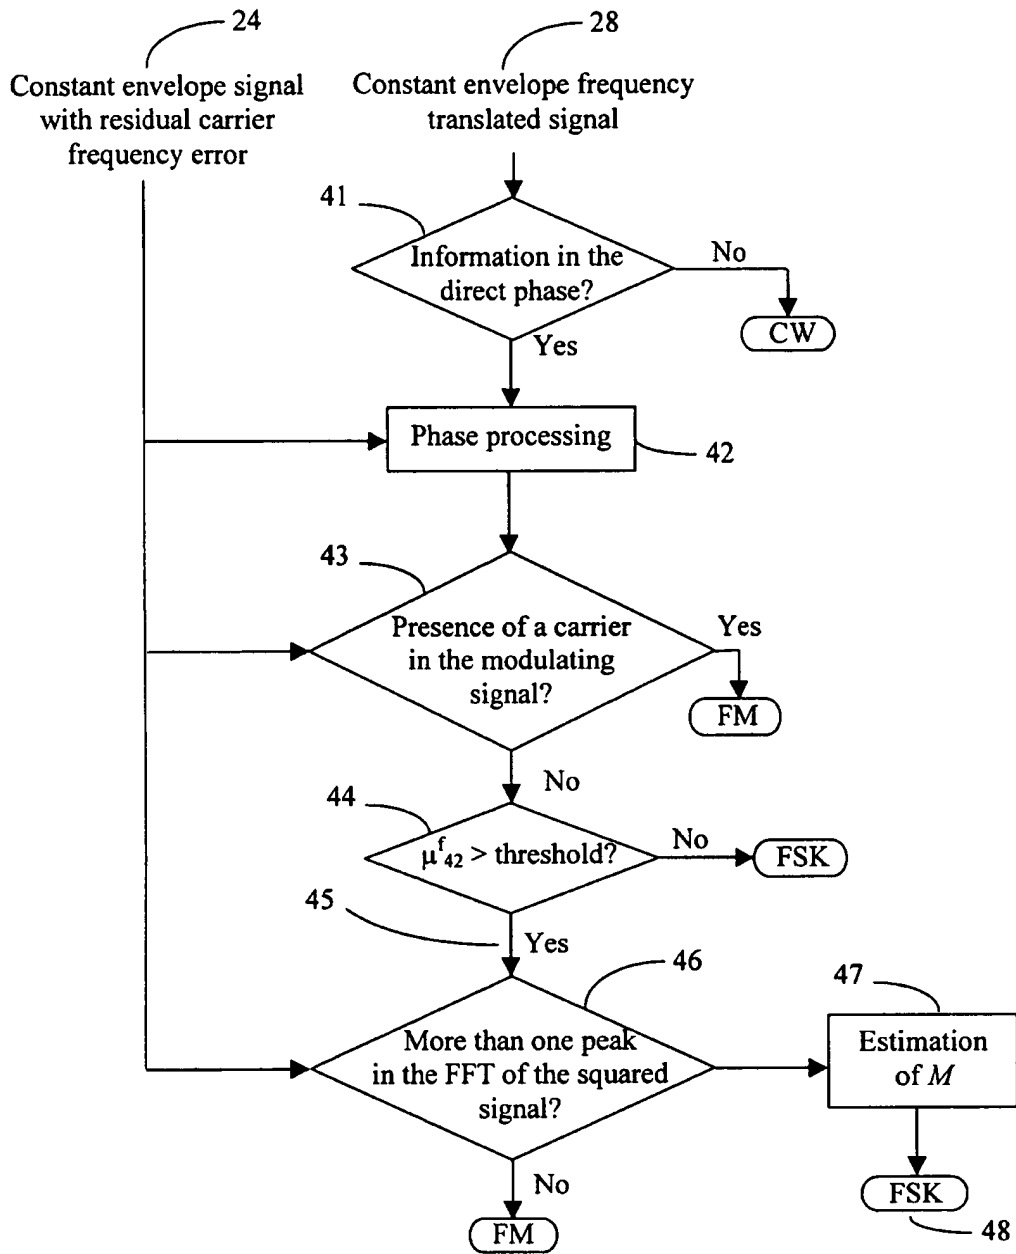 24
28
Constant envelope signal
with residual carrier
frequency error
Constant envelope frequency
translated signal
41
Information in the
direct phase?
No
CW
Yes
Phase processing
42
43
Presence of a carrier
in the modulating
signal?
Yes
FM
No
44
μᶠ₄₂ > threshold?
No
FSK
45
Yes
46
47
More than one peak
in the FFT of the squared
signal?
Estimation
of M
No
FSK
48
FM